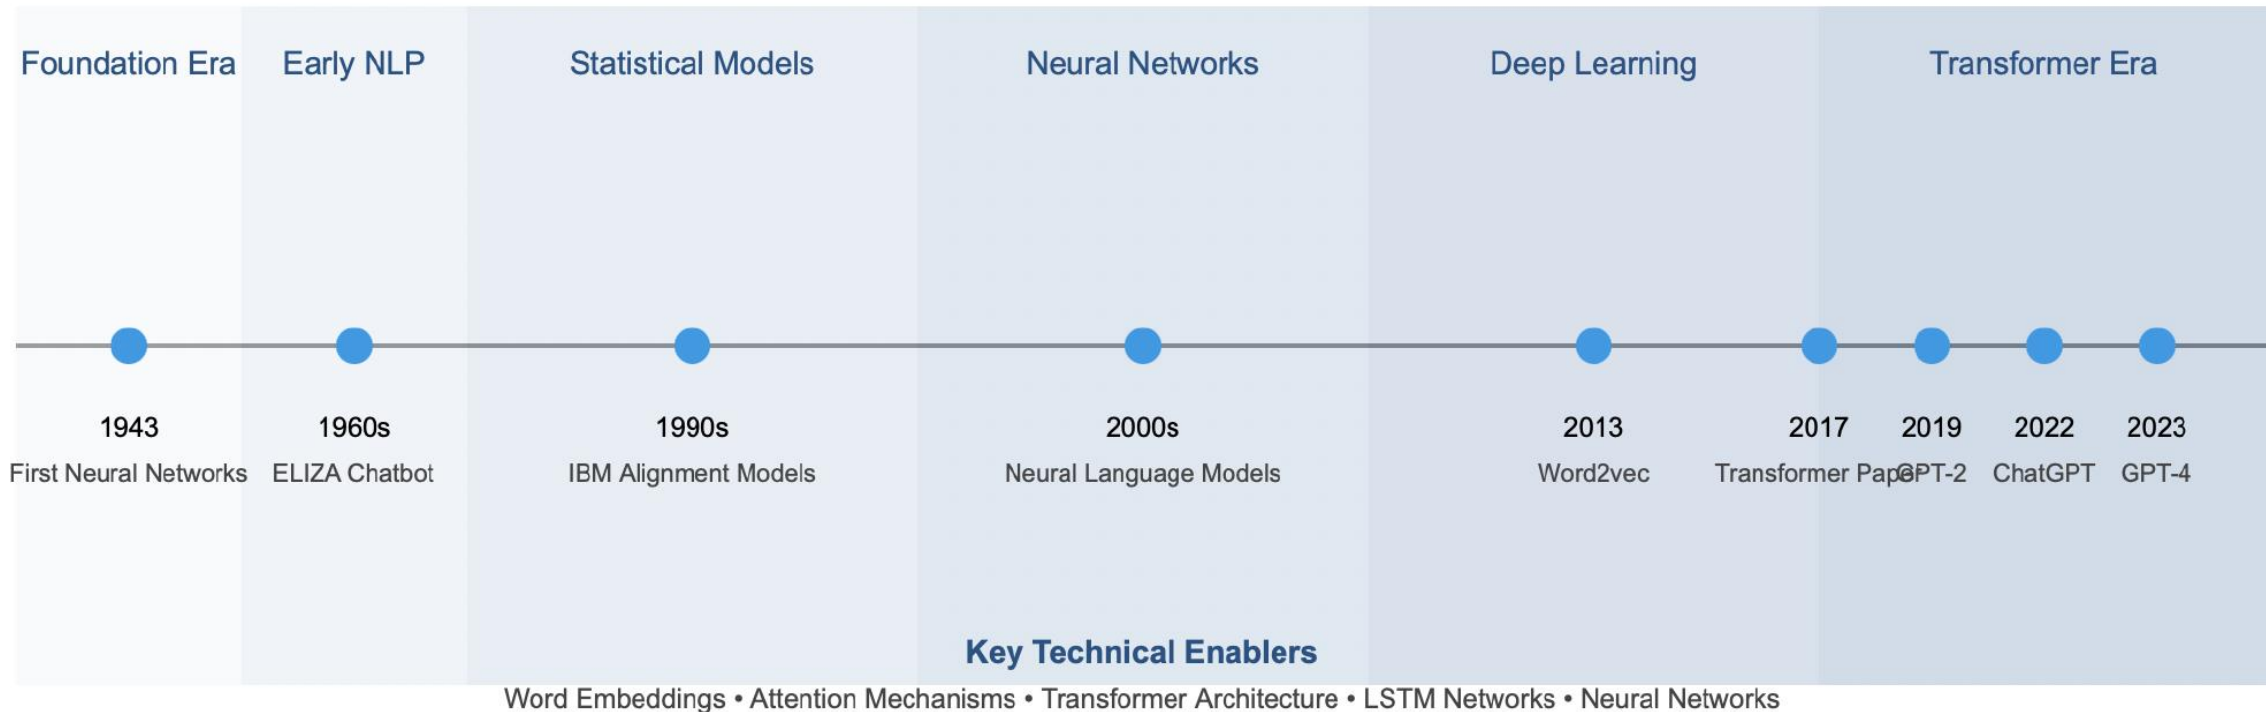 Foundation Era Early NLP Statistical Models Neural Networks Deep Learning Transformer Era
1943 1960s 1990s 2000s 2013 2017 2019 2022 2023
First Neural Networks ELIZA Chatbot IBM Alignment Models Neural Language Models Word2vec Transformer Paper GPT-2 ChatGPT GPT-4
Key Technical Enablers
Word Embeddings • Attention Mechanisms • Transformer Architecture • LSTM Networks • Neural Networks